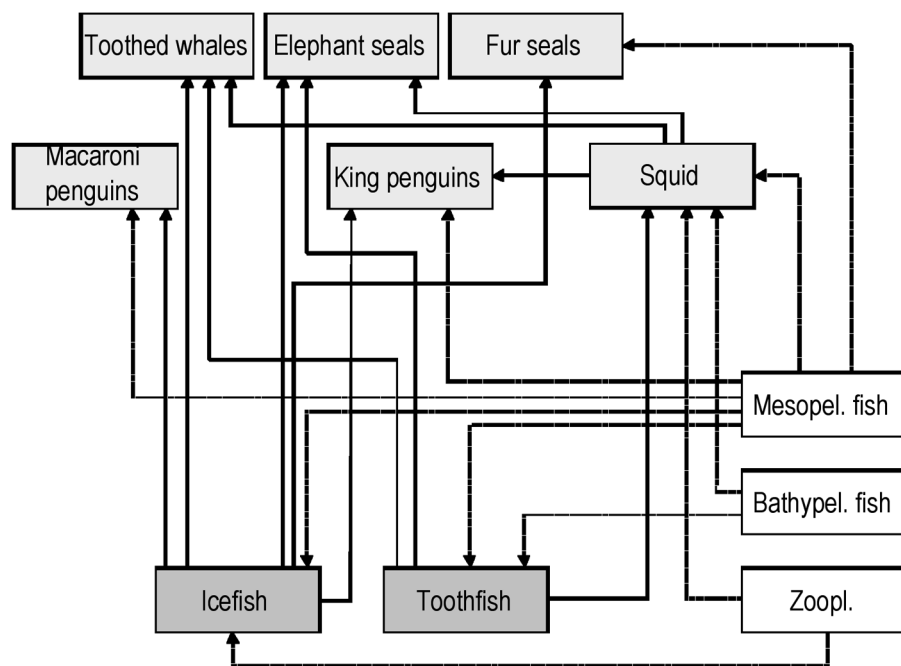 Toothed whales
Elephant seals
Fur seals
Macaroni
penguins
King penguins
Squid
Mesopel. fish
Bathypel. fish
Icefish
Toothfish
Zoopl.